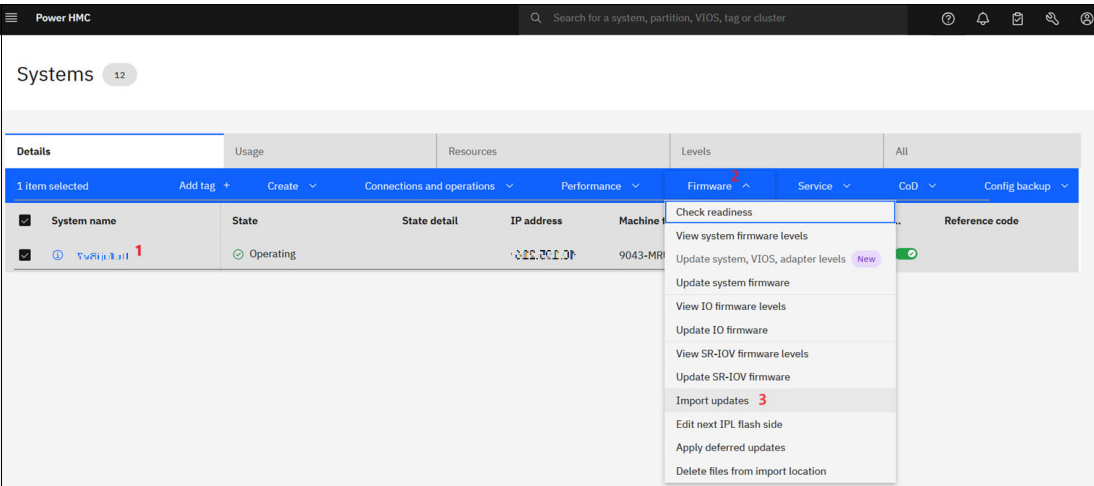 Power HMC Search for a system, partition, VIOS, tag or cluster
Systems 12
Details Usage Resources Levels All
1 item selected Add tag + Create Connections and operations Performance Firmware 2 Service CoD Config backup
System name State State detail IP address Machine t .. Reference code
1 Operating 9043-MR
Check readiness
View system firmware levels
Update system, VIOS, adapter levels New
Update system firmware
View IO firmware levels
Update IO firmware
View SR-IOV firmware levels
Update SR-IOV firmware
Import updates 3
Edit next IPL flash side
Apply deferred updates
Delete files from import location